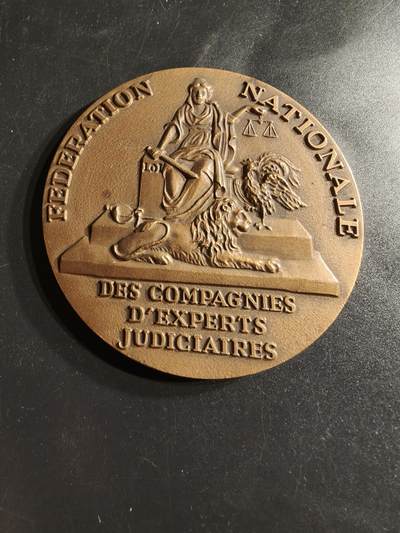 FEDERATION NATIONALE
LOI
DES COMPAGNIES
D'EXPERTS
JUDICIAIRES